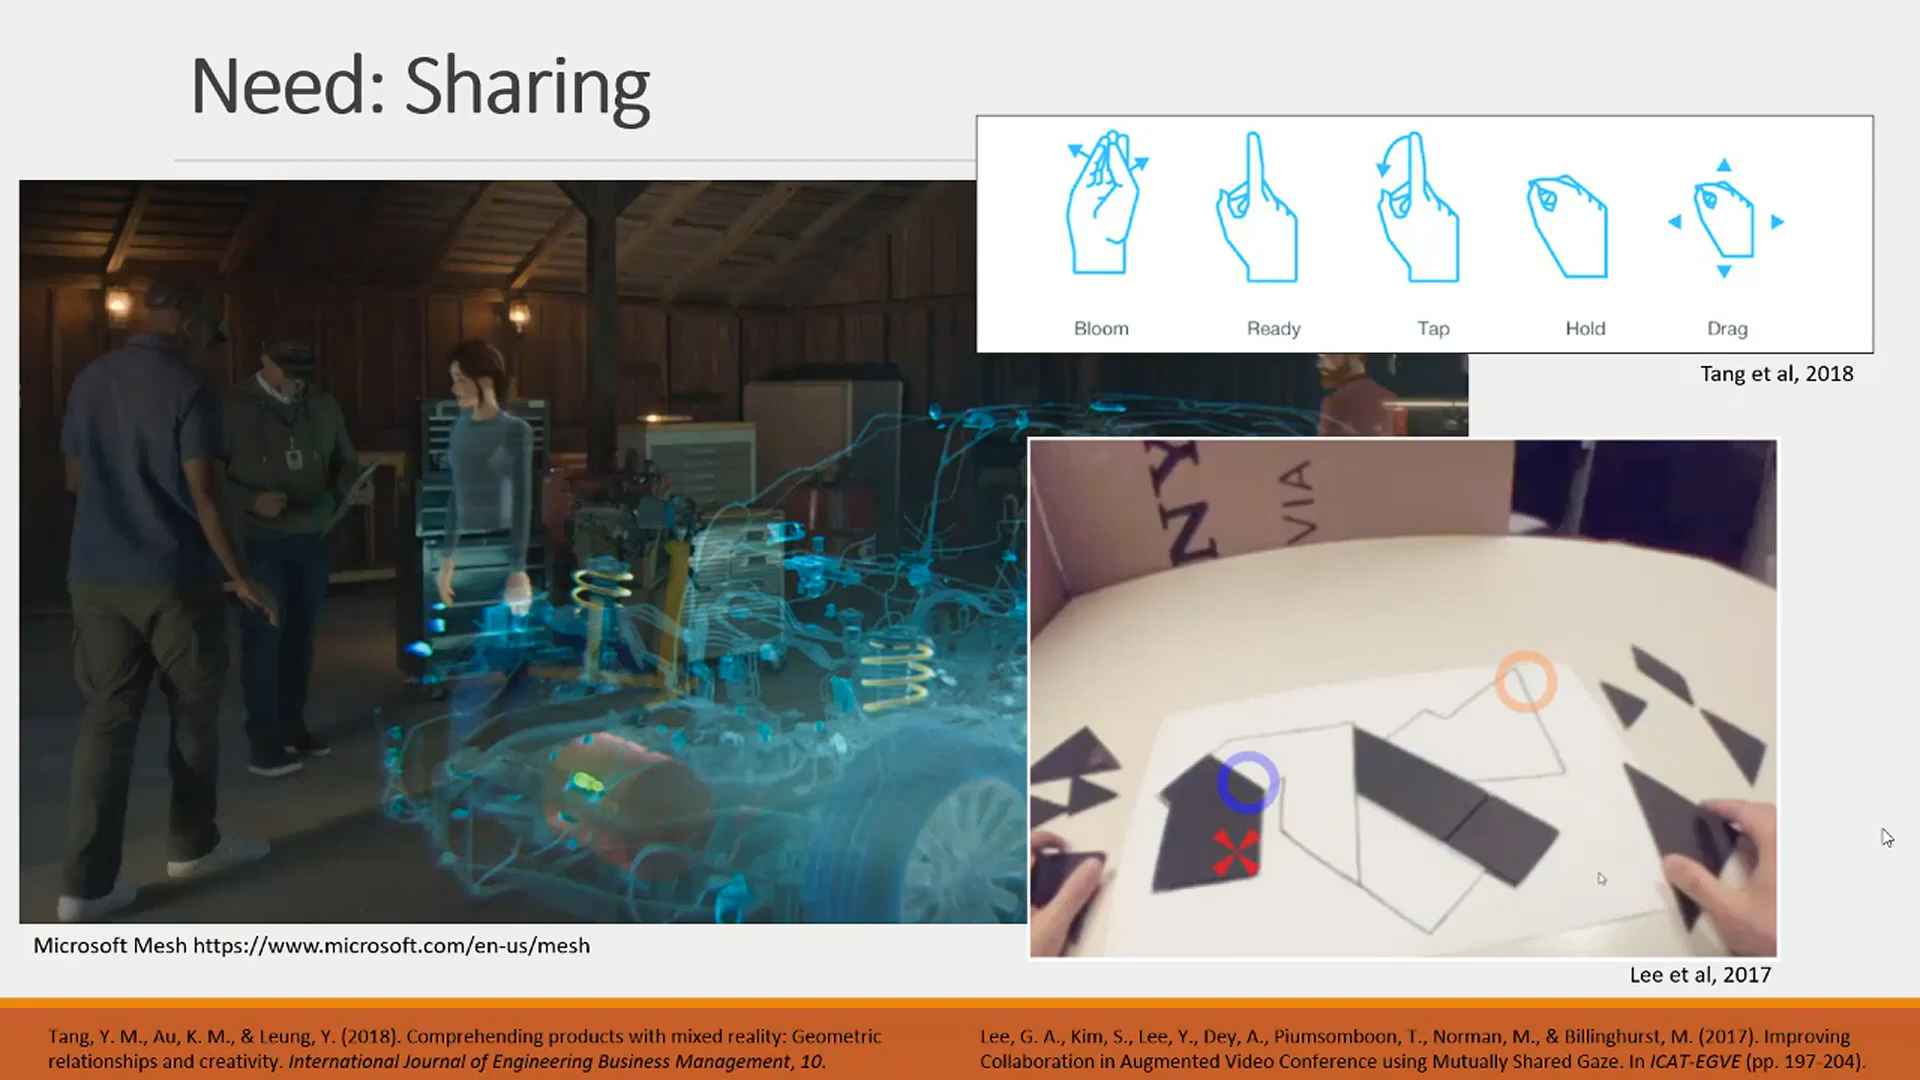 Need: Sharing
Bloom Ready Tap Hold Drag
Tang et al, 2018
NY
VIA
Microsoft Mesh https://www.microsoft.com/en-us/mesh
Lee et al, 2017
Tang, Y. M., Au, K. M., & Leung, Y. (2018). Comprehending products with mixed reality: Geometric
relationships and creativity. International Journal of Engineering Business Management, 10.
Lee, G. A., Kim, S., Lee, Y., Dey, A., Piumsomboon, T., Norman, M., & Billinghurst, M. (2017). Improving
Collaboration in Augmented Video Conference using Mutually Shared Gaze. In ICAT-EGVE (pp. 197-204).